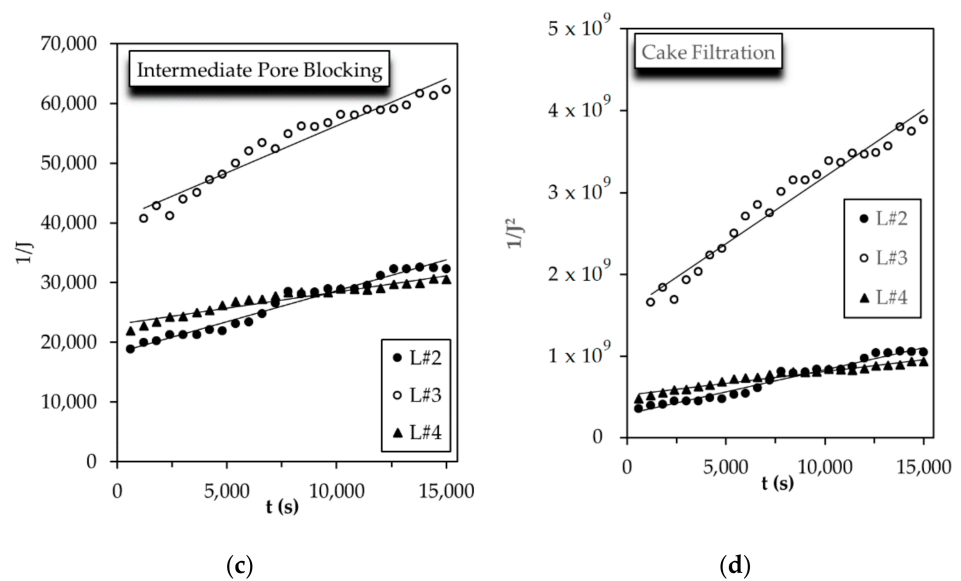 Intermediate Pore Blocking
70,000
60,000
50,000
40,000
30,000
20,000
10,000
0
1/J
L#2
L#3
L#4
0 5,000 10,000 15,000
t (s)
(c)
Cake Filtration
5 x 10⁹
4 x 10⁹
3 x 10⁹
2 x 10⁹
1 x 10⁹
0
1/J²
L#2
L#3
L#4
0 5,000 10,000 15,000
t (s)
(d)